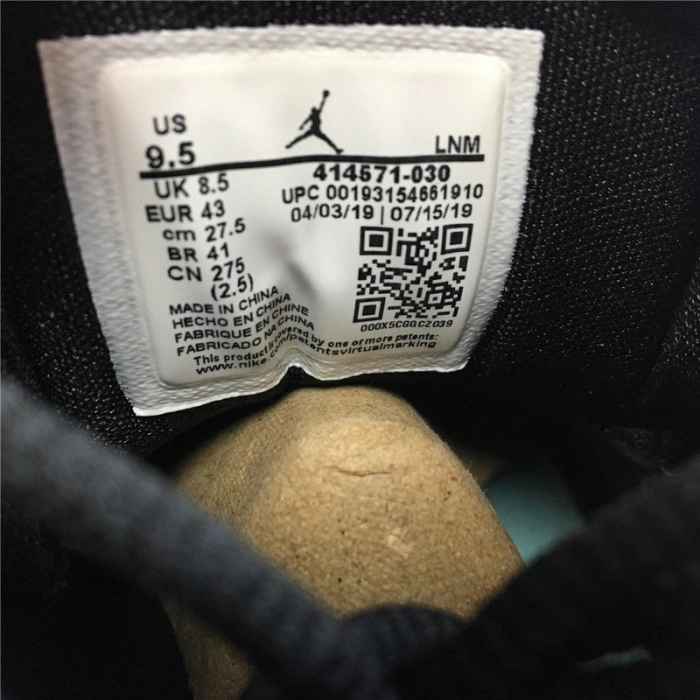 US
9.5
LNM
UK 8.5
EUR 43
cm 27.5
BR 41
CN 275
(2.5)
414571-030
UPC 00193154661910
04/03/19 | 07/15/19
000X5CGQCZ039
MADE IN CHINA
HECHO EN CHINA
FABRIQUE EN CHINE
FABRICADO NA CHINA
This product is covered by one or more patents:
www.nike.com/patentsvirtualmarking